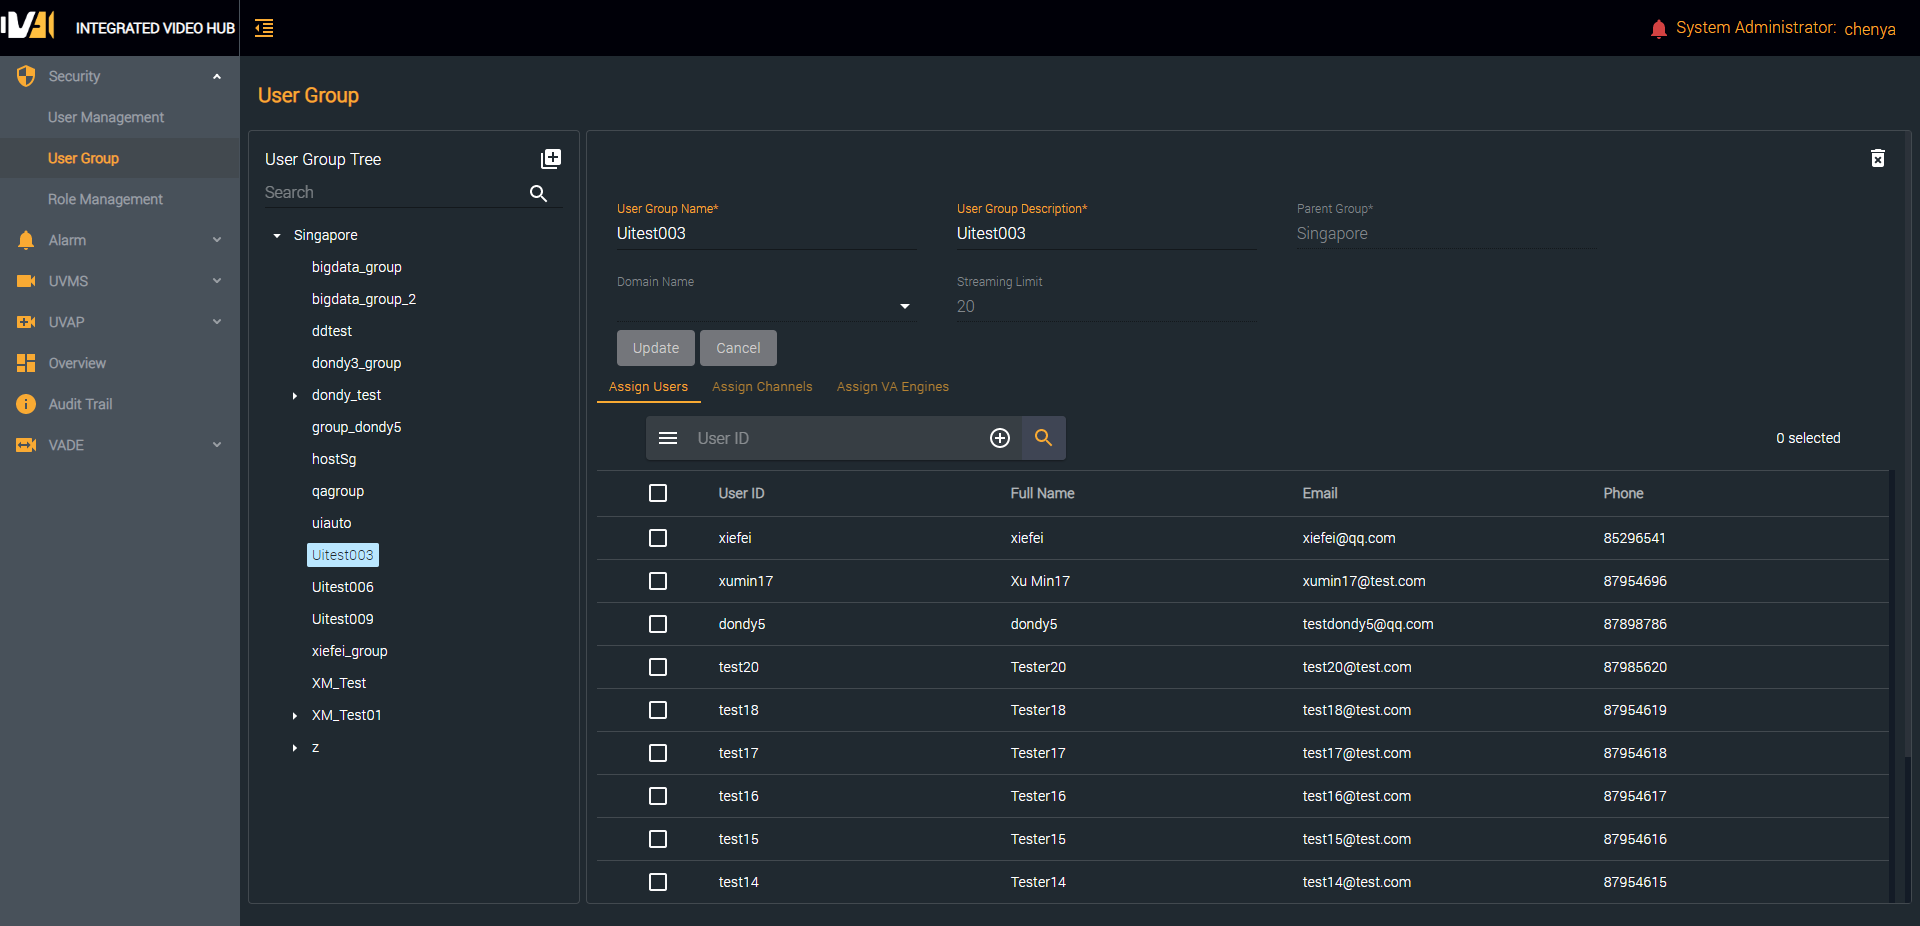 IVH INTEGRATED VIDEO HUB
System Administrator: chenya
Security
User Management
User Group
Role Management
Alarm
UVMS
UVAP
Overview
Audit Trail
VADE
User Group
User Group Tree
Search
Singapore
bigdata_group
bigdata_group_2
ddtest
dondy3_group
dondy_test
group_dondy5
hostSg
qagroup
uiauto
Uitest003
Uitest006
Uitest009
xiefei_group
XM_Test
XM_Test01
z
User Group Name* User Group Description* Parent Group*
Uitest003 Uitest003 Singapore
Domain Name Streaming Limit
20
Update Cancel
Assign Users Assign Channels Assign VA Engines
User ID 0 selected
User ID Full Name Email Phone
xiefei xiefei xiefei@qq.com 85296541
xumin17 Xu Min17 xumin17@test.com 87954696
dondy5 dondy5 testdondy5@qq.com 87898786
test20 Tester20 test20@test.com 87985620
test18 Tester18 test18@test.com 87954619
test17 Tester17 test17@test.com 87954618
test16 Tester16 test16@test.com 87954617
test15 Tester15 test15@test.com 87954616
test14 Tester14 test14@test.com 87954615